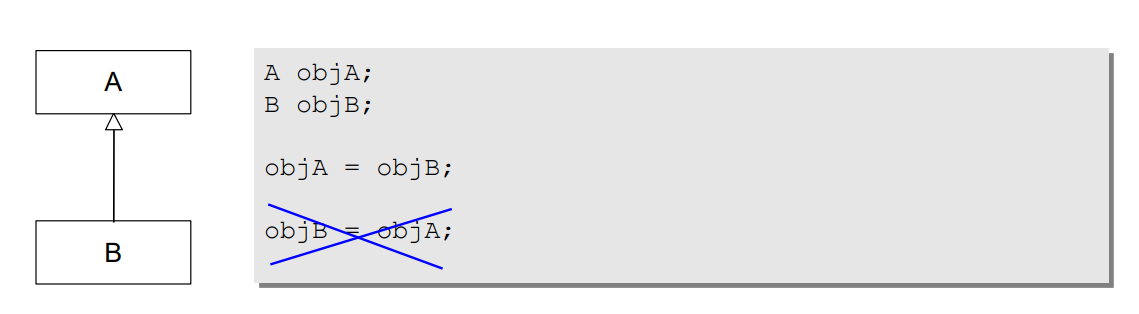 A
B
A objA;
B objB;
objA = objB;
objB = objA;